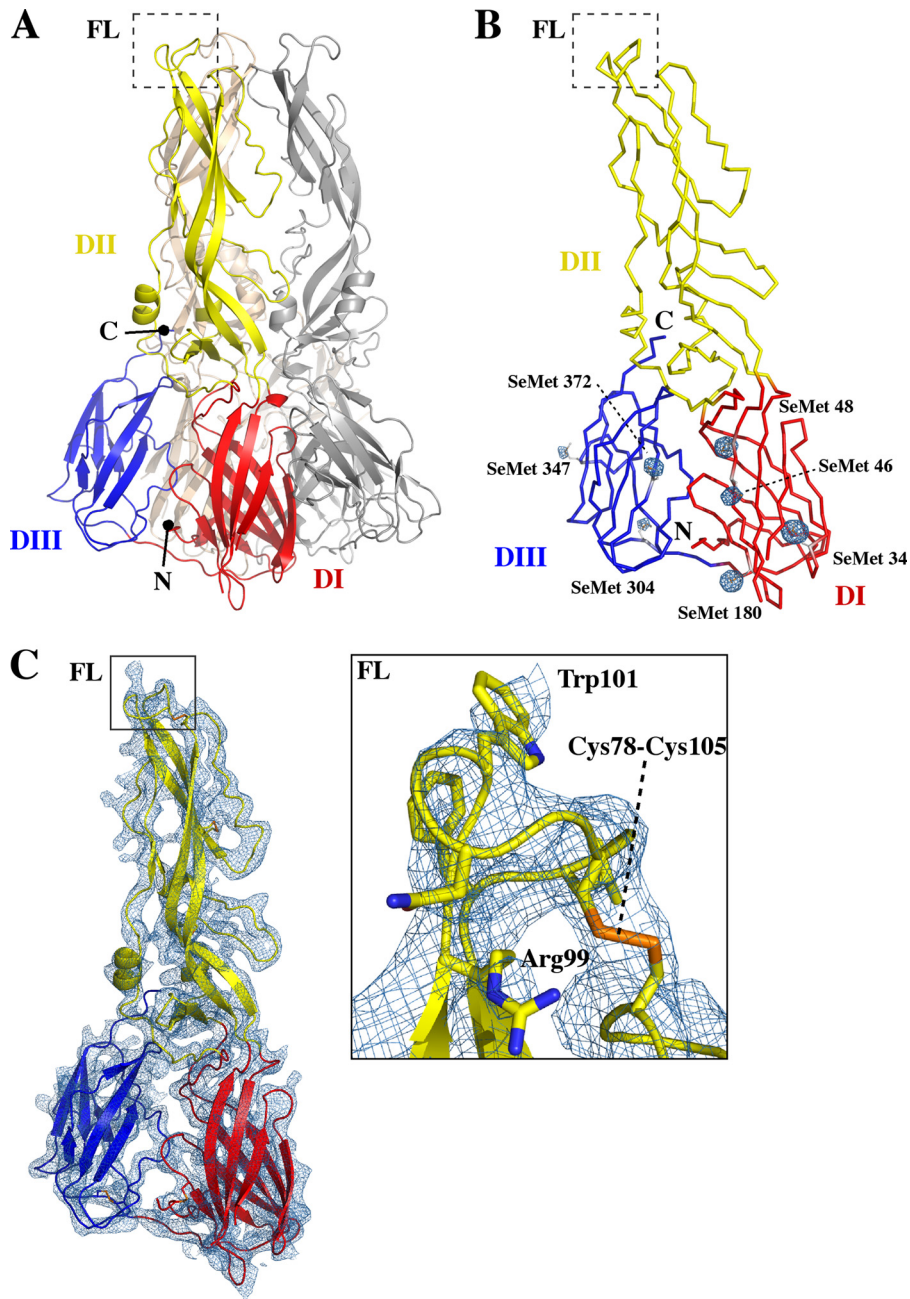 A
FL
DII
C
DIII
N
DI
B
FL
DII
C
SeMet 372
SeMet 48
SeMet 347
SeMet 46
N
DIII
SeMet 34
SeMet 304
DI
SeMet 180
C
FL
FL
Trp101
Cys78-Cys105
Arg99